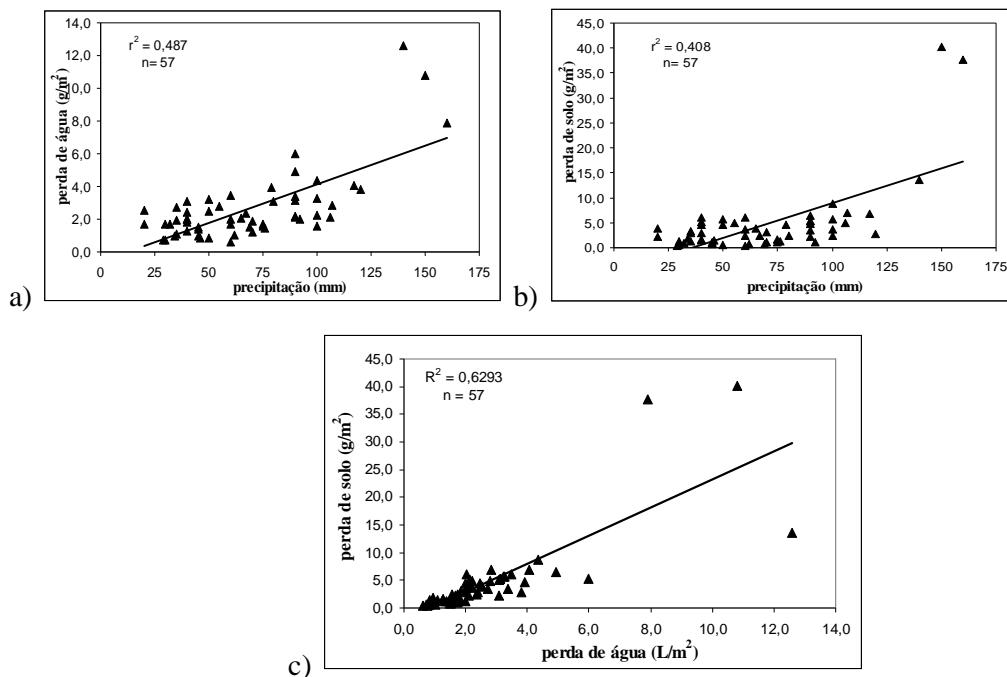 r² = 0,487
n= 57
perda de água (g/m²)
14,0
12,0
10,0
8,0
6,0
4,0
2,0
0,0
0 25 50 75 100 125 150 175
precipitação (mm)
a)
r² = 0,408
n= 57
perda de solo (g/m²)
45,0
40,0
35,0
30,0
25,0
20,0
15,0
10,0
5,0
0,0
0 25 50 75 100 125 150 175
precipitação (mm)
b)
R² = 0,6293
n = 57
perda de solo (g/m²)
45,0
40,0
35,0
30,0
25,0
20,0
15,0
10,0
5,0
0,0
0,0 2,0 4,0 6,0 8,0 10,0 12,0 14,0
perda de água (L/m²)
c)